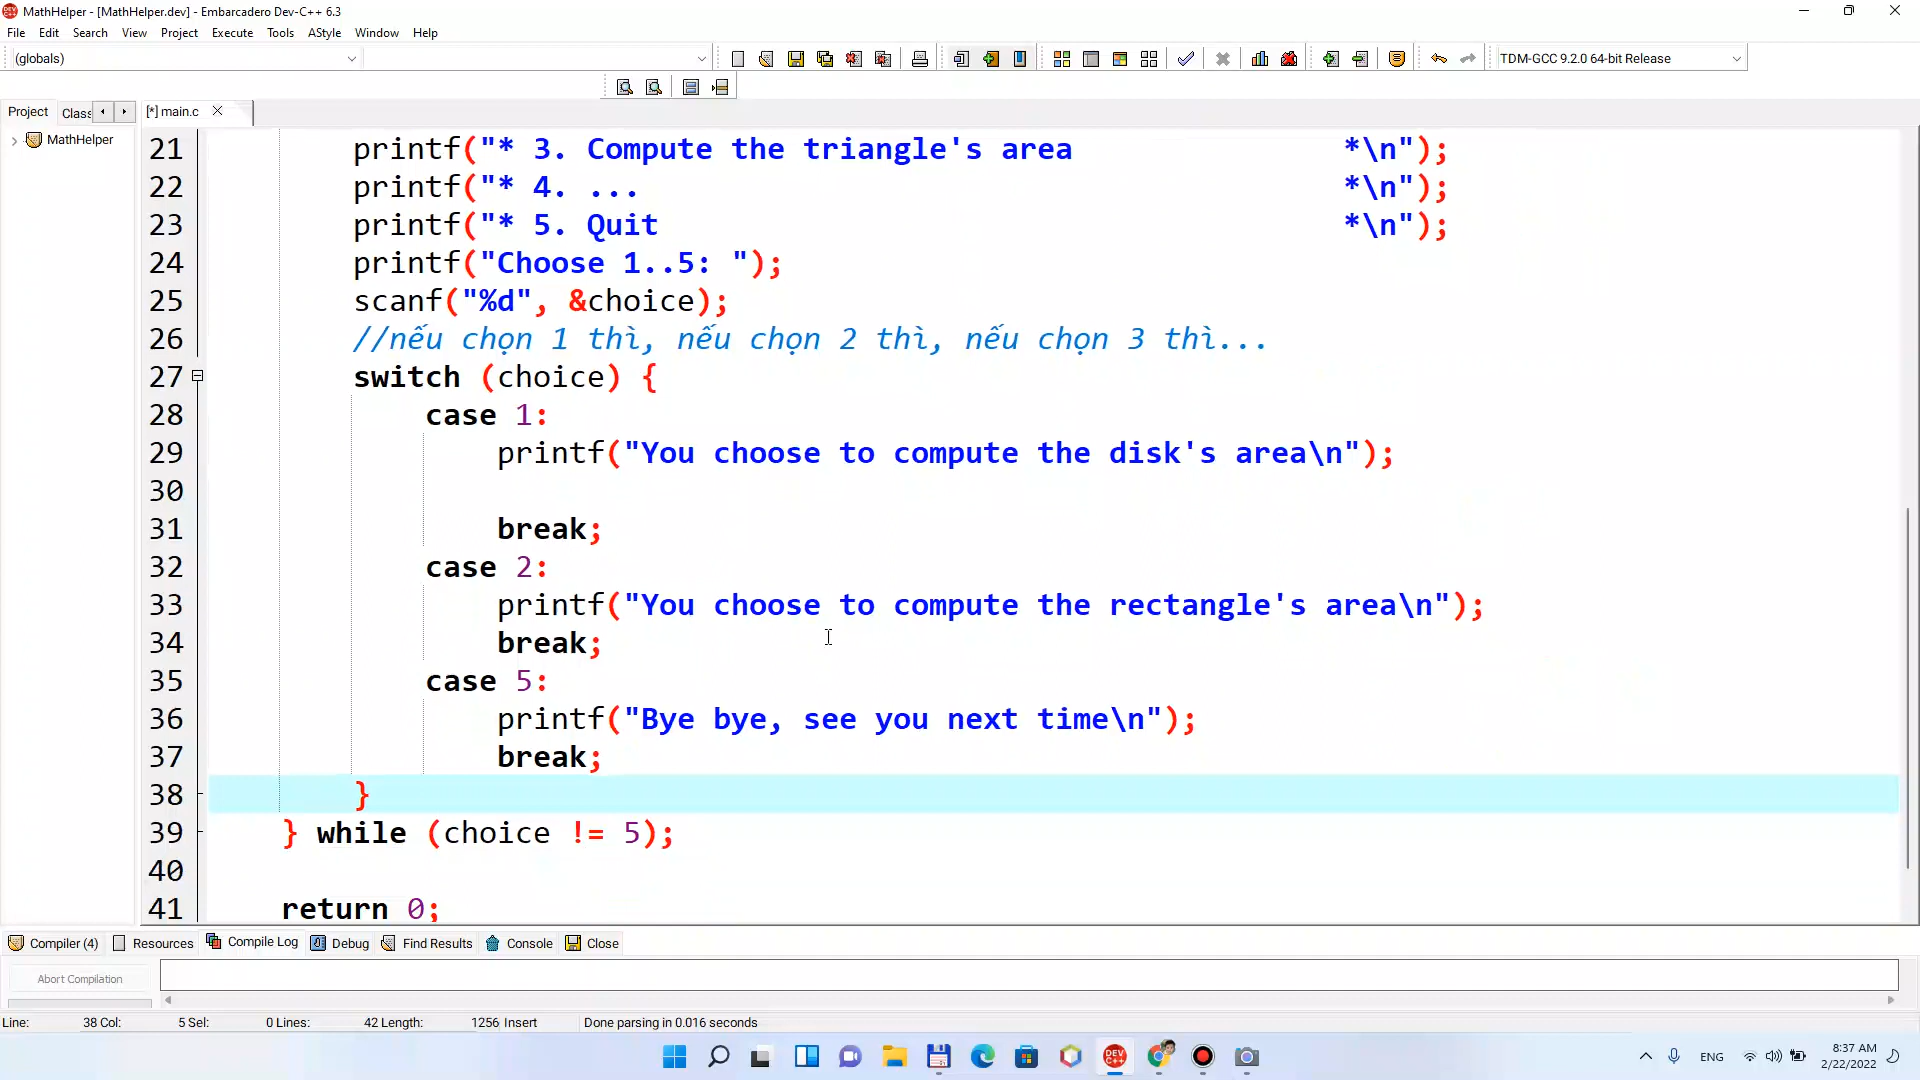 MathHelper - [MathHelper.dev] - Embarcadero Dev-C++ 6.3
File Edit Search View Project Execute Tools AStyle Window Help
(globals)
TDM-GCC 9.2.0 64-bit Release
Project Class [*] main.c
MathHelper
21 printf("* 3. Compute the triangle's area *\n");
22 printf("* 4. ... *\n");
23 printf("* 5. Quit *\n");
24 printf("Choose 1..5: ");
25 scanf("%d", &choice);
26 //nếu chọn 1 thì, nếu chọn 2 thì, nếu chọn 3 thì...
27 switch (choice) {
28 case 1:
29 printf("You choose to compute the disk's area\n");
30
31 break;
32 case 2:
33 printf("You choose to compute the rectangle's area\n");
34 break;
35 case 5:
36 printf("Bye bye, see you next time\n");
37 break;
38 }
39 } while (choice != 5);
40
41 return 0;
Compiler (4) Resources Compile Log Debug Find Results Console Close
Abort Compilation
Line: 38 Col: 5 Sel: 0 Lines: 42 Length: 1256 Insert Done parsing in 0.016 seconds
DEV C++
ENG
8:37 AM
2/22/2022